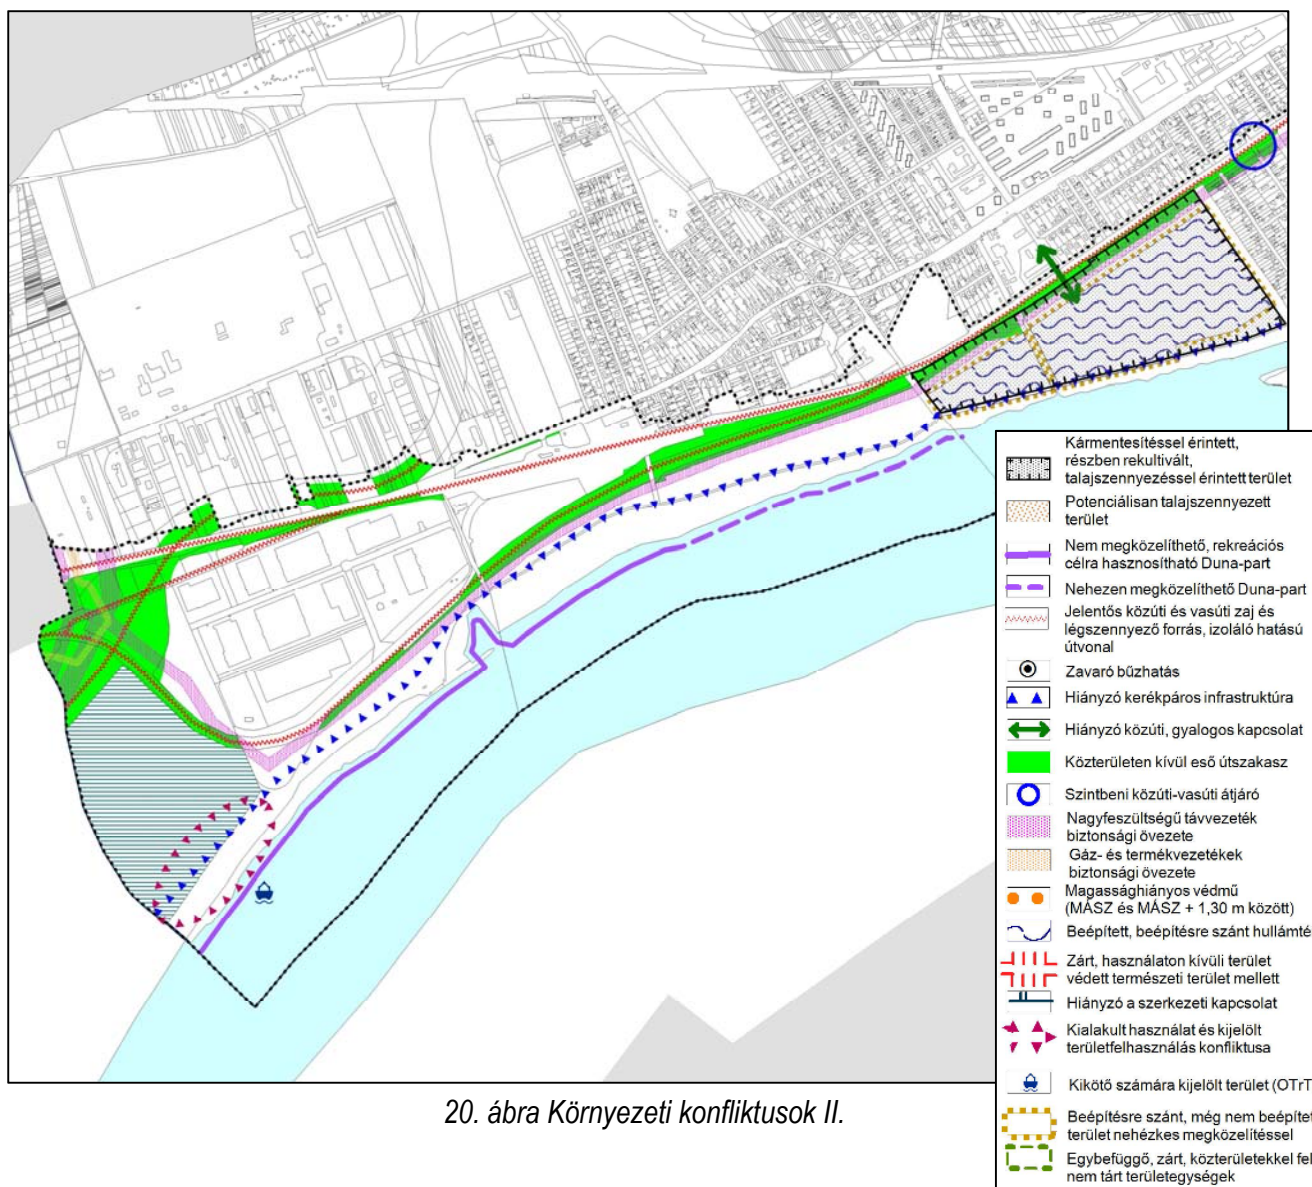 Kármentesítéssel érintett,
részben rekultivált,
talajszennyezéssel érintett terület
Potenciálisan talajszennyezett
terület
Nem megközelíthető, rekreációs
célra hasznosítható Duna-part
Nehezen megközelíthető Duna-part
Jelentős közúti és vasúti zaj és
légszennyező forrás, izoláló hatású
útvonal
Zavaró bűzhatás
Hiányzó kerékpáros infrastruktúra
Hiányzó közúti, gyalogos kapcsolat
Közterületen kívül eső útszakasz
Szintbeni közúti-vasúti átjáró
Nagyfeszültségű távvezeték
biztonsági övezete
Gáz- és termékvezetékek
biztonsági övezete
Magassághiányos védmű
(MÁSZ és MÁSZ + 1,30 m között)
Beépített, beépítésre szánt hullámté
Zárt, használaton kívüli terület
védett természeti terület mellett
Hiányzó a szerkezeti kapcsolat
Kialakult használat és kijelölt
területfelhasználás konfliktusa
Kikötő számára kijelölt terület (OTrT
Beépítésre szánt, még nem beépítet
terület nehézkes megközelítéssel
Egybefüggő, zárt, közterületekkel fel
nem tárt területegységek
20. ábra Környezeti konfliktusok II.